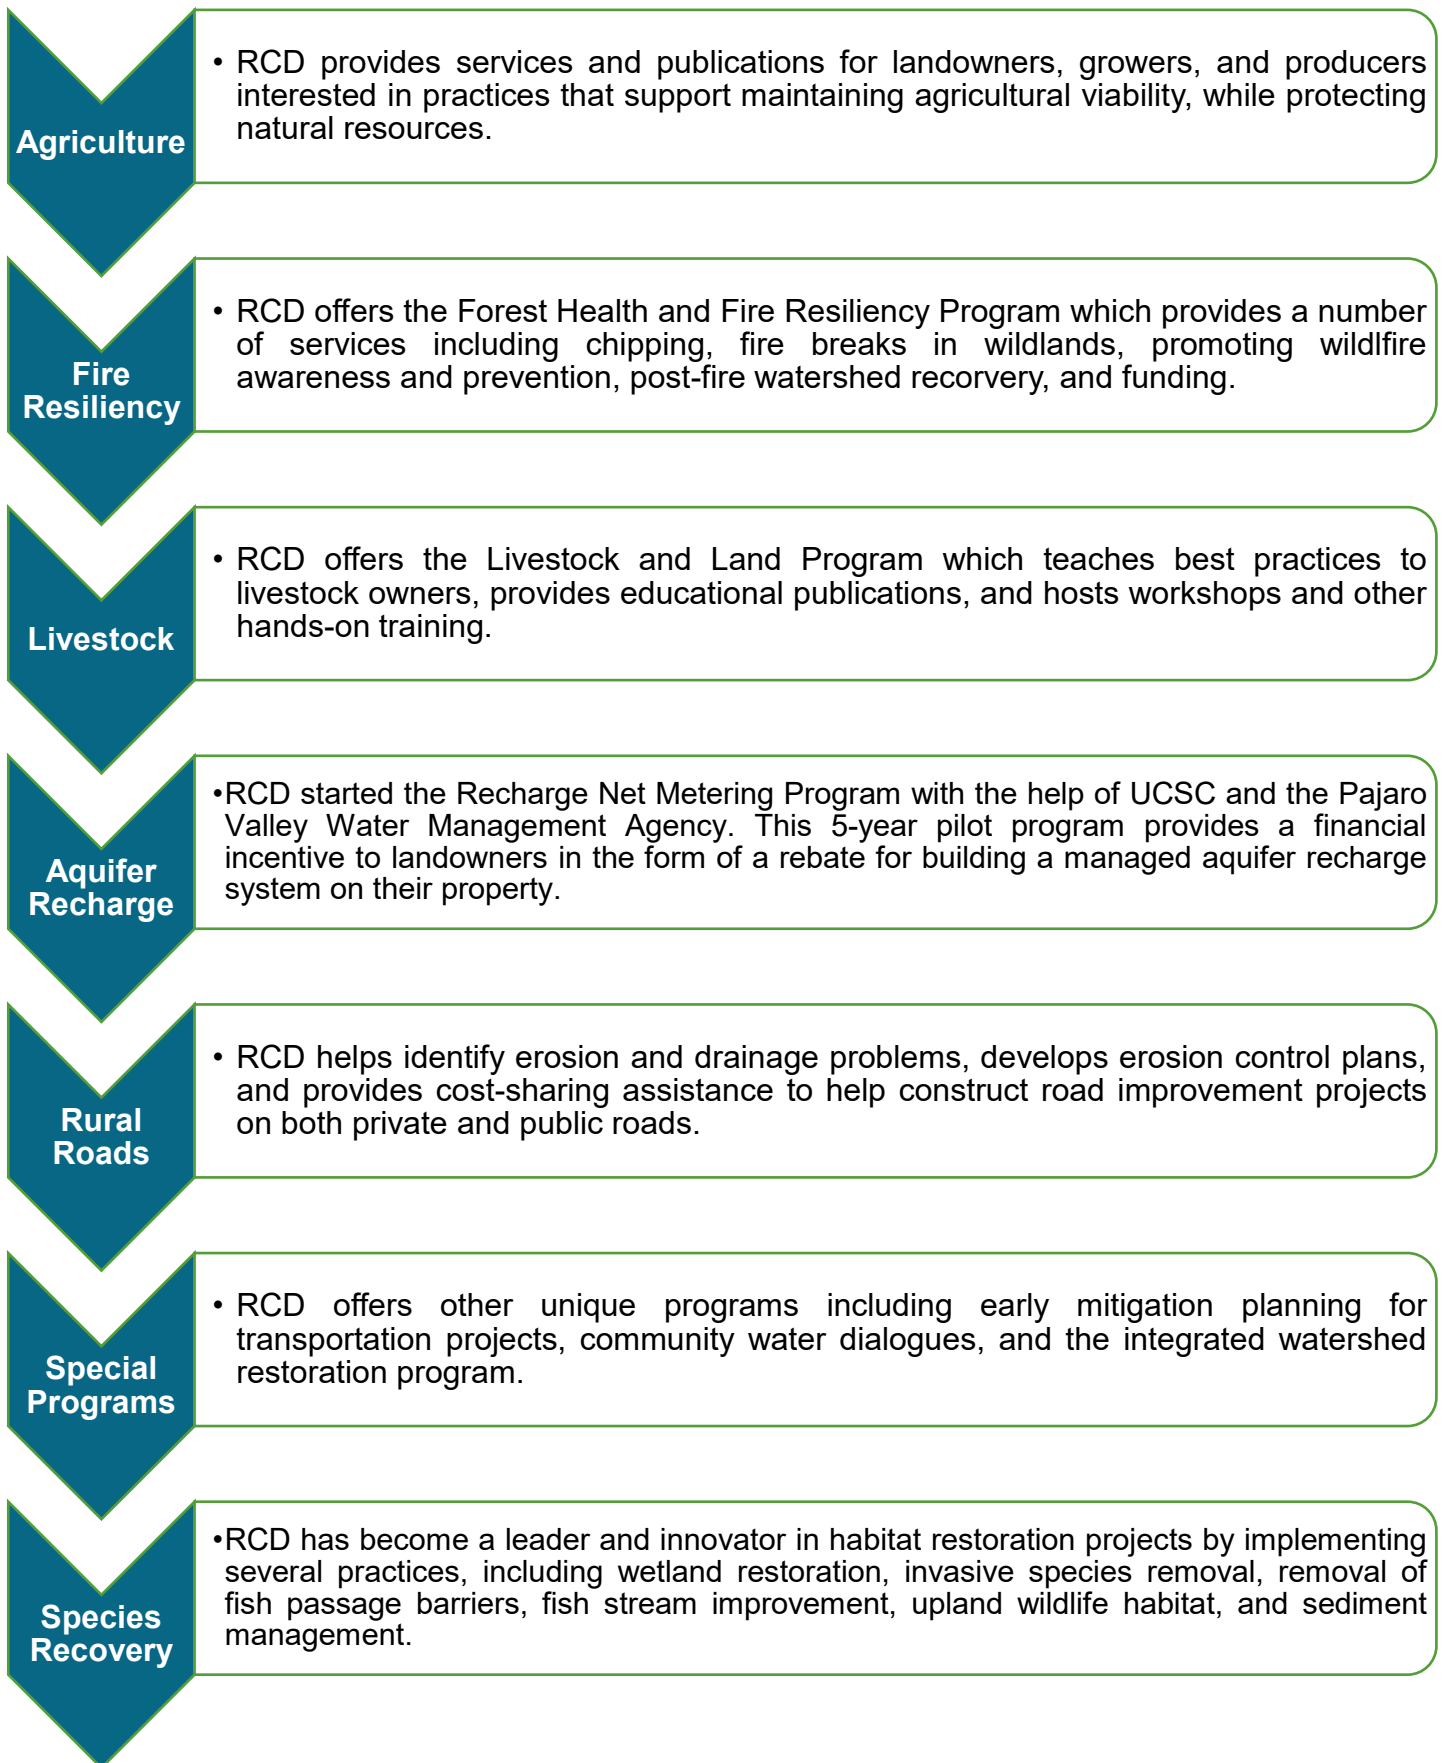 Agriculture
• RCD provides services and publications for landowners, growers, and producers
interested in practices that support maintaining agricultural viability, while protecting
natural resources.
Fire
Resiliency
• RCD offers the Forest Health and Fire Resiliency Program which provides a number
of services including chipping, fire breaks in wildlands, promoting wildlfire
awareness and prevention, post-fire watershed recorvery, and funding.
Livestock
• RCD offers the Livestock and Land Program which teaches best practices to
livestock owners, provides educational publications, and hosts workshops and other
hands-on training.
Aquifer
Recharge
•RCD started the Recharge Net Metering Program with the help of UCSC and the Pajaro
Valley Water Management Agency. This 5-year pilot program provides a financial
incentive to landowners in the form of a rebate for building a managed aquifer recharge
system on their property.
Rural
Roads
• RCD helps identify erosion and drainage problems, develops erosion control plans,
and provides cost-sharing assistance to help construct road improvement projects
on both private and public roads.
Special
Programs
• RCD offers other unique programs including early mitigation planning for
transportation projects, community water dialogues, and the integrated watershed
restoration program.
Species
Recovery
•RCD has become a leader and innovator in habitat restoration projects by implementing
several practices, including wetland restoration, invasive species removal, removal of
fish passage barriers, fish stream improvement, upland wildlife habitat, and sediment
management.